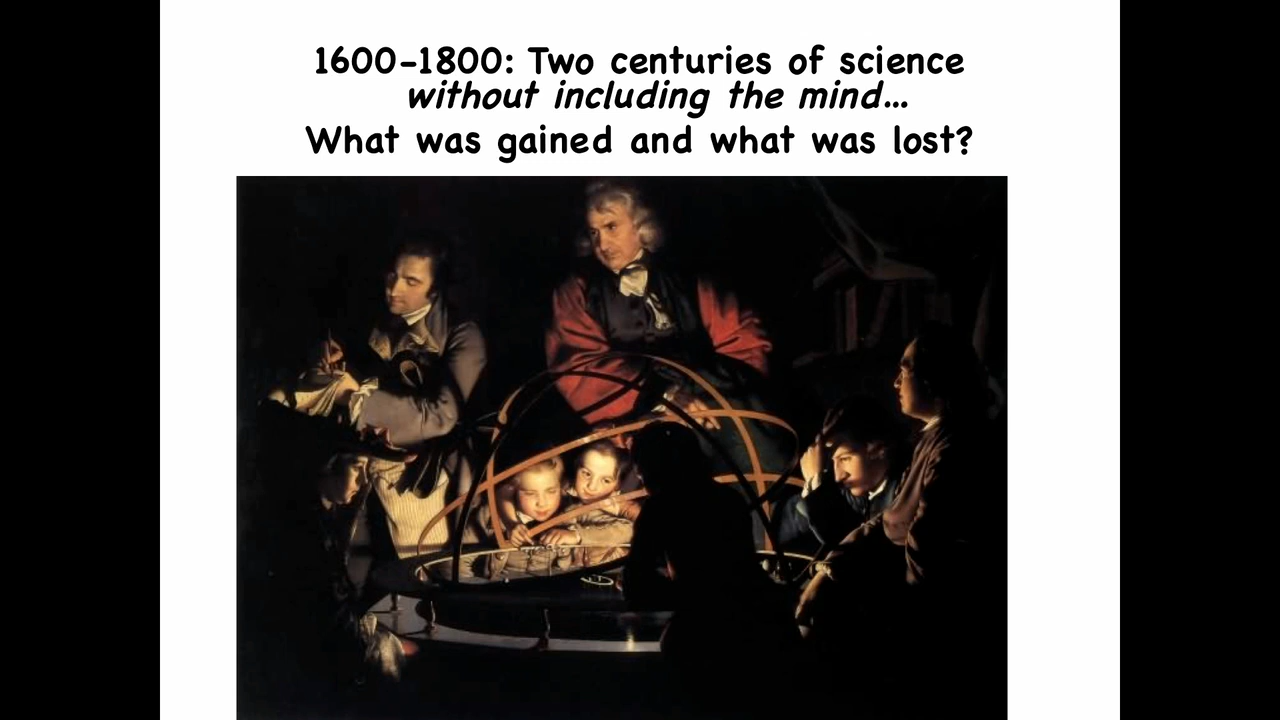 1600-1800: Two centuries of science
without including the mind...
What was gained and what was lost?